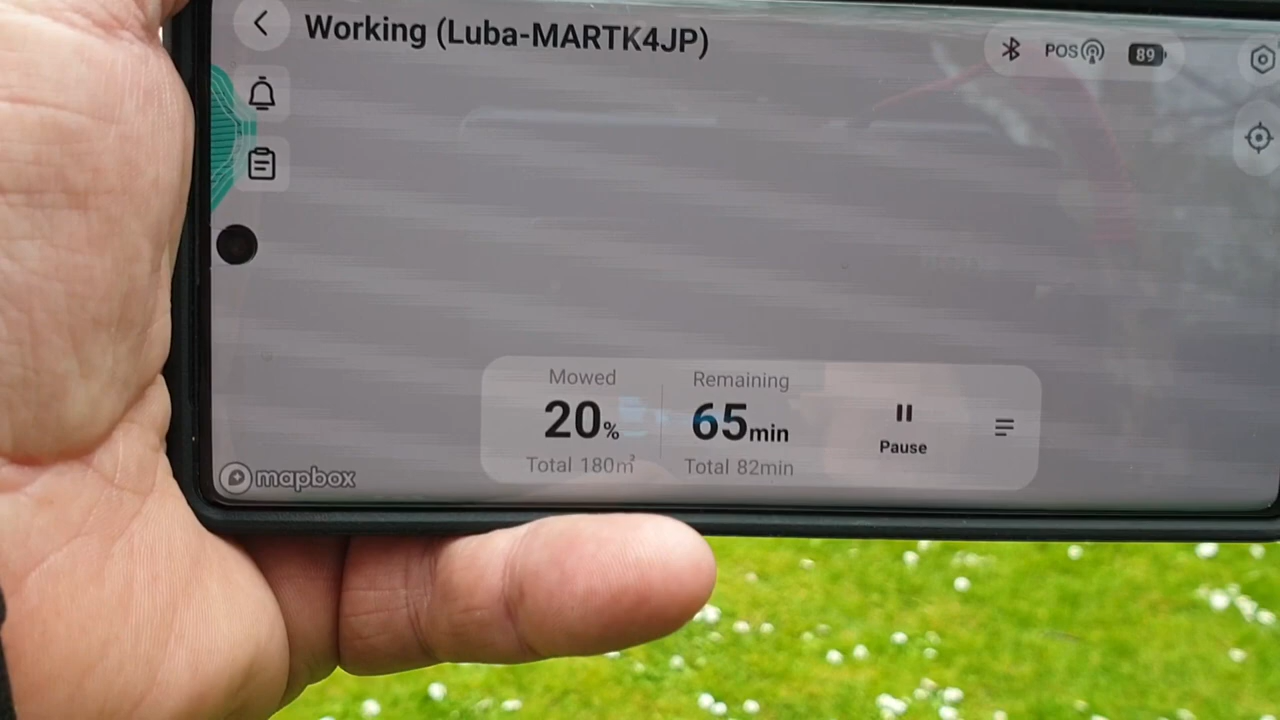 Working (Luba-MARTK4JP)
POS
89
Mowed
Remaining
20%
65min
Pause
Total 180㎡
Total 82min
mapbox